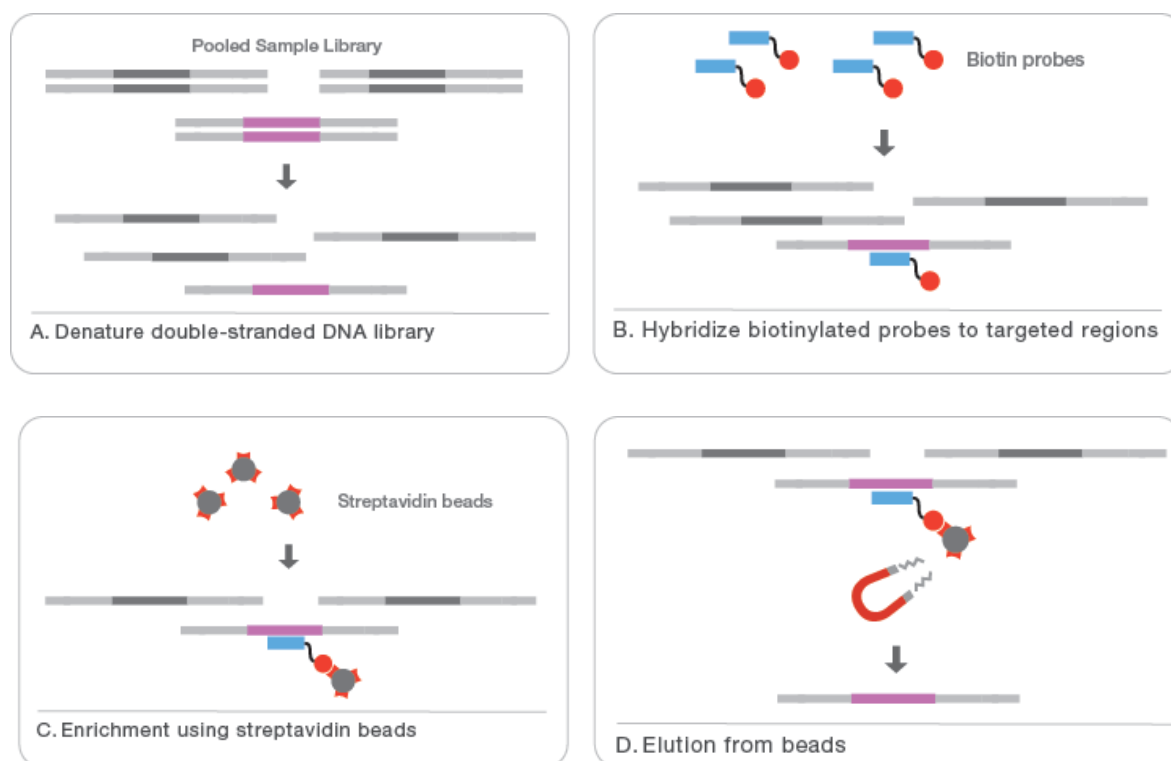 Pooled Sample Library
A. Denature double-stranded DNA library
Biotin probes
B. Hybridize biotinylated probes to targeted regions
Streptavidin beads
C. Enrichment using streptavidin beads
D. Elution from beads